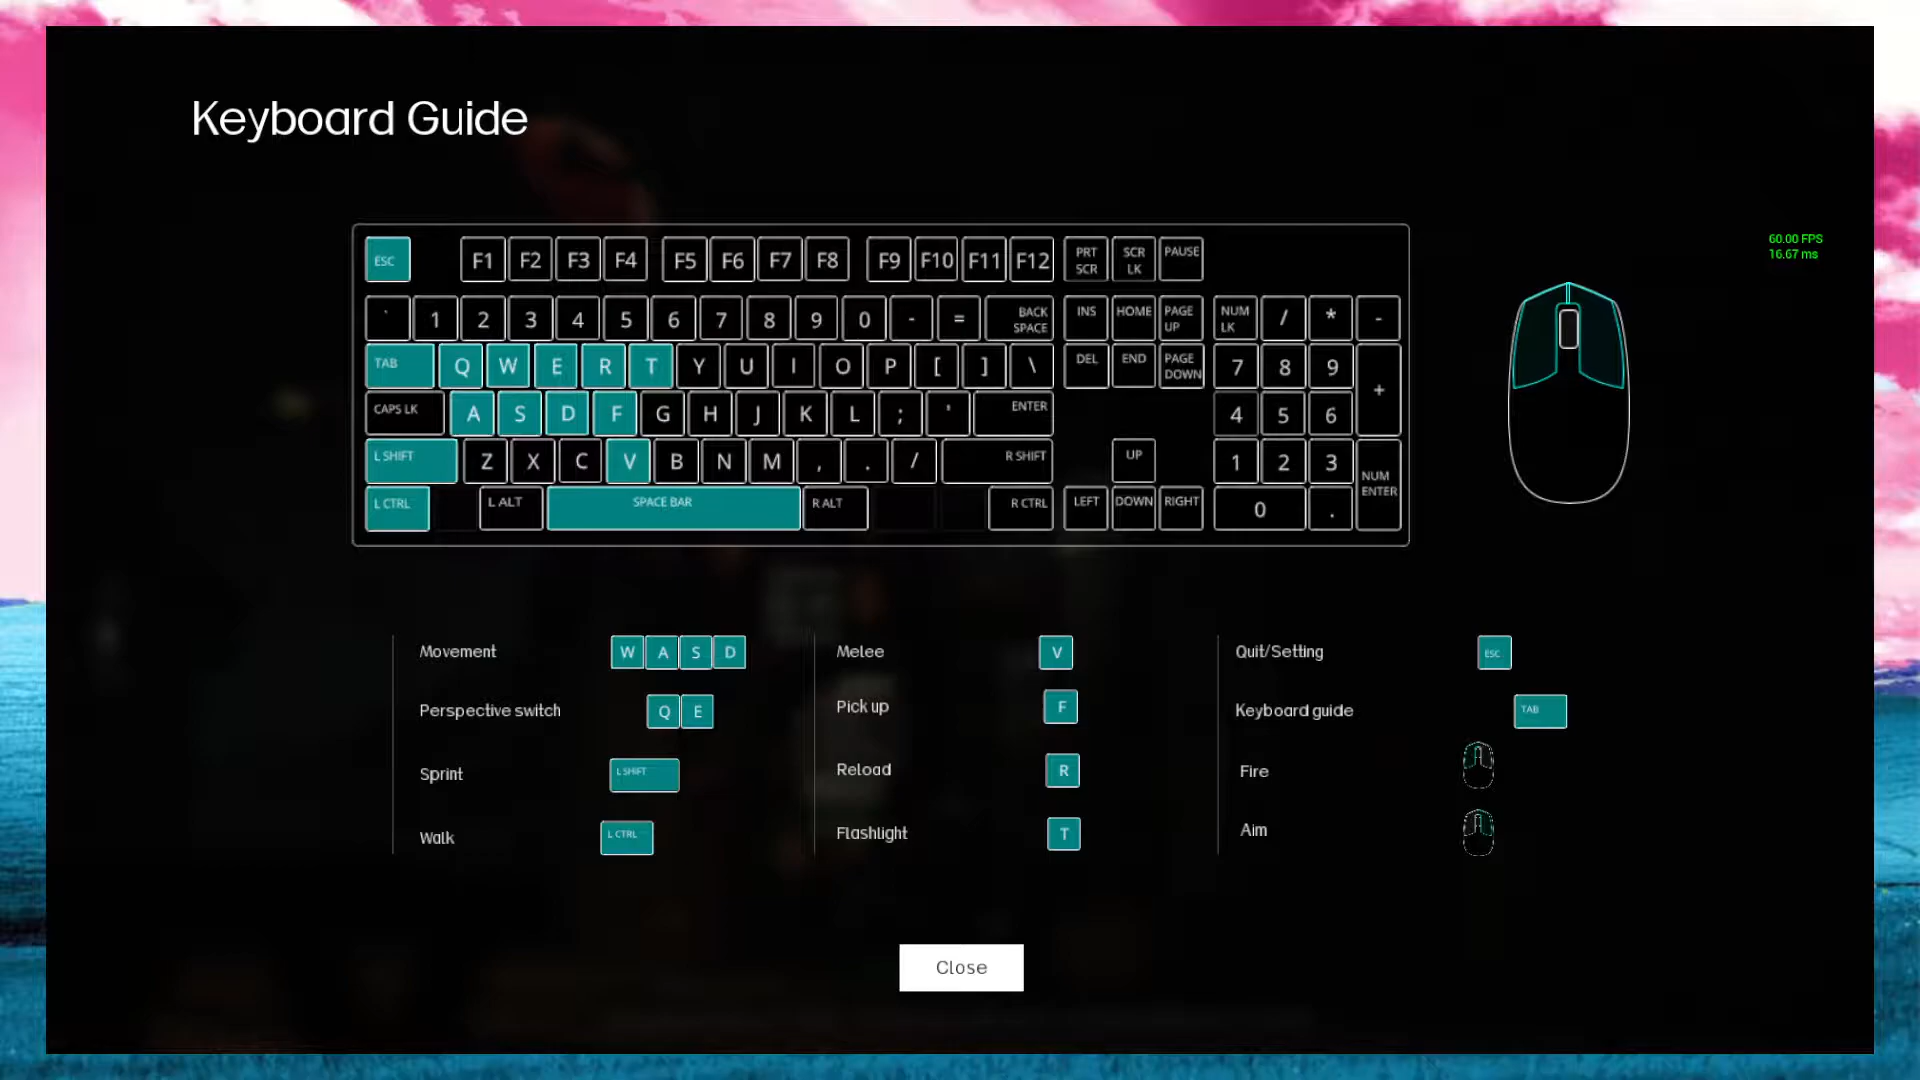 Keyboard Guide
ESC F1 F2 F3 F4 F5 F6 F7 F8 F9 F10 F11 F12 PRT SCR SCR LK PAUSE
60.00 FPS
16.67 ms
` 1 2 3 4 5 6 7 8 9 0 - = BACK SPACE INS HOME PAGE UP NUM LK / * -
TAB Q W E R T Y U I O P [ ] \ DEL END PAGE DOWN 7 8 9 +
CAPS LK A S D F G H J K L ; ' ENTER 4 5 6
L SHIFT Z X C V B N M , . / R SHIFT UP 1 2 3 NUM ENTER
L CTRL L ALT SPACE BAR R ALT R CTRL LEFT DOWN RIGHT 0 .
Movement W A S D
Perspective switch Q E
Sprint L SHIFT
Walk L CTRL
Melee V
Pick up F
Reload R
Flashlight T
Quit/Setting ESC
Keyboard guide TAB
Fire
Aim
Close